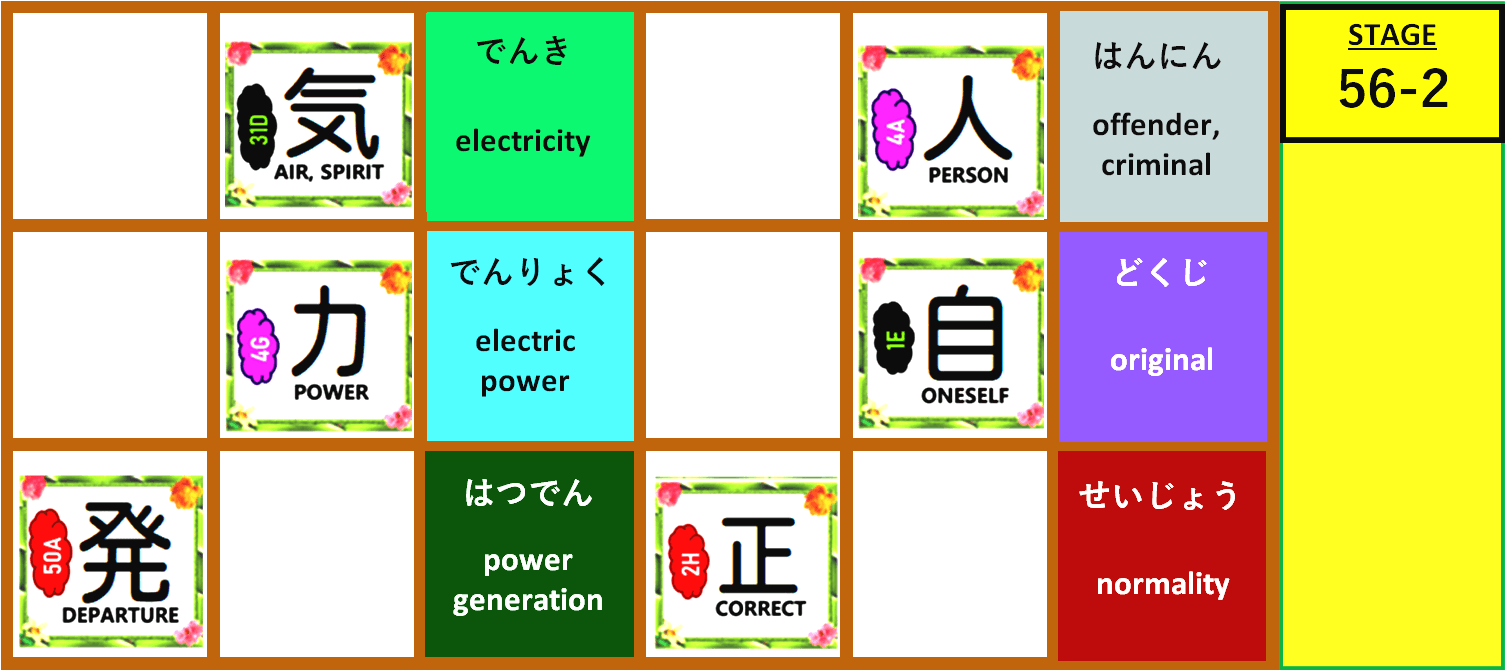 31D
気
AIR, SPIRIT
でんき
electricity
4A
人
PERSON
はんにん
offender,
criminal
STAGE
56-2
4G
力
POWER
でんりょく
electric
power
1E
自
ONESELF
どくじ
original
50A
発
DEPARTURE
はつでん
power
generation
2H
正
CORRECT
せいじょう
normality